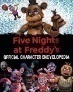 Five Nights
at Freddy's
OFFICIAL CHARACTER ENCYCLOPEDIA